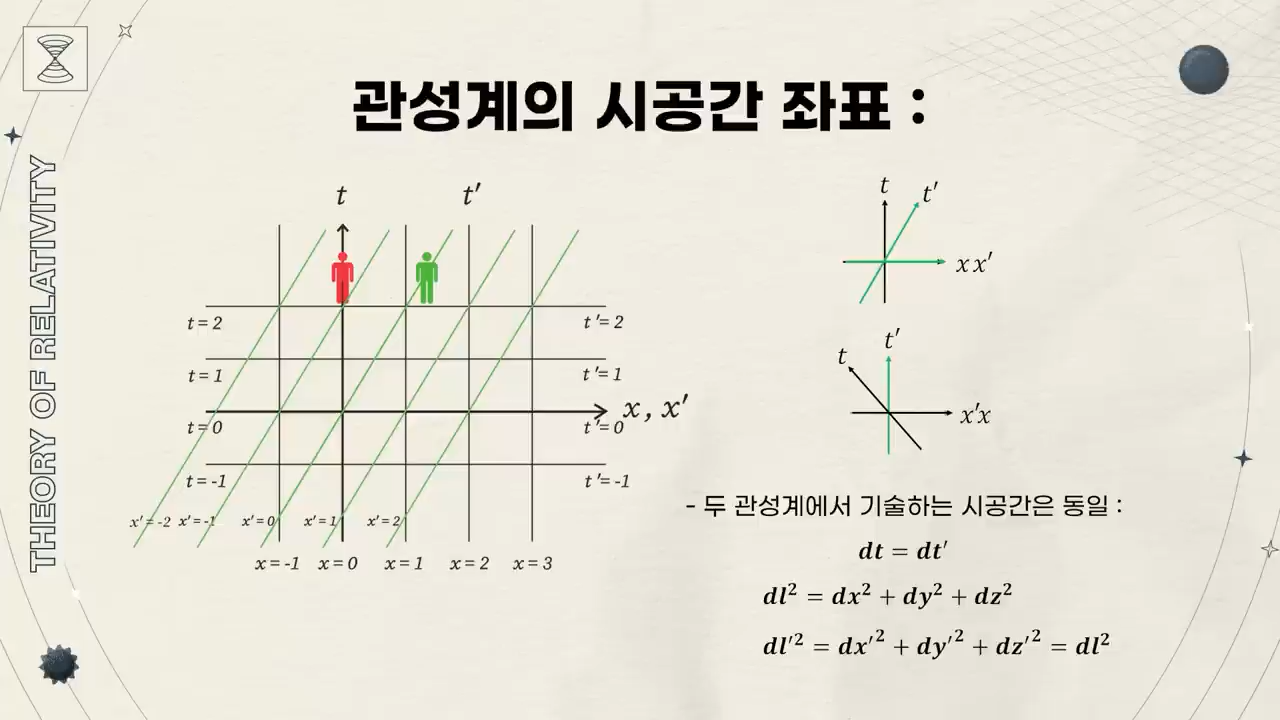 THEORY OF RELATIVITY
관성계의 시공간 좌표 :
t t′
t = 2 t ′= 2
t = 1 t ′= 1
x , x′
t = 0 t ′= 0
t = -1 t ′= -1
x′ = -2 x′ = -1 x′ = 0 x′ = 1 x′ = 2
x = -1 x = 0 x = 1 x = 2 x = 3
t t′
x x′
t t′
x′x
- 두 관성계에서 기술하는 시공간은 동일 :
dt = dt′
dl² = dx² + dy² + dz²
dl′² = dx′² + dy′² + dz′² = dl²